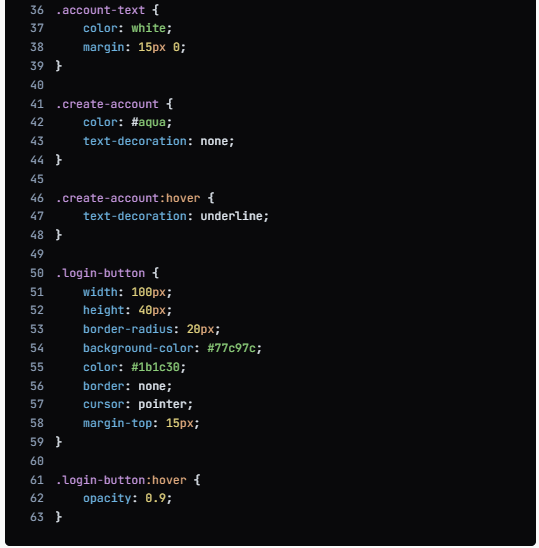 36 .account-text {
37     color: white;
38     margin: 15px 0;
39 }
40
41 .create-account {
42     color: #aqua;
43     text-decoration: none;
44 }
45
46 .create-account:hover {
47     text-decoration: underline;
48 }
49
50 .login-button {
51     width: 100px;
52     height: 40px;
53     border-radius: 20px;
54     background-color: #77c97c;
55     color: #1b1c30;
56     border: none;
57     cursor: pointer;
58     margin-top: 15px;
59 }
60
61 .login-button:hover {
62     opacity: 0.9;
63 }